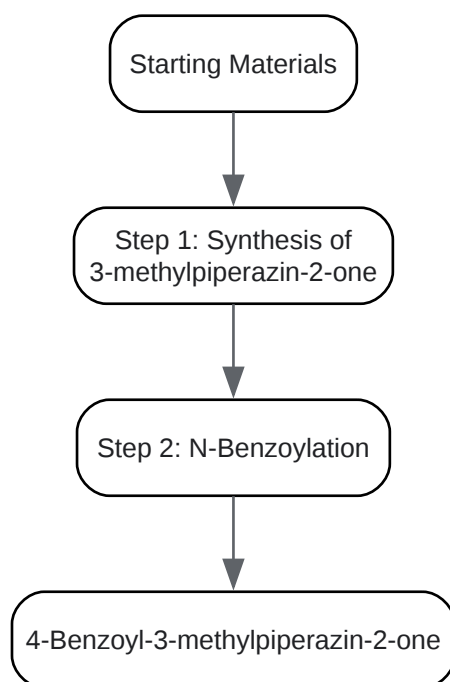 Starting Materials
Step 1: Synthesis of
3-methylpiperazin-2-one
Step 2: N-Benzoylation
4-Benzoyl-3-methylpiperazin-2-one